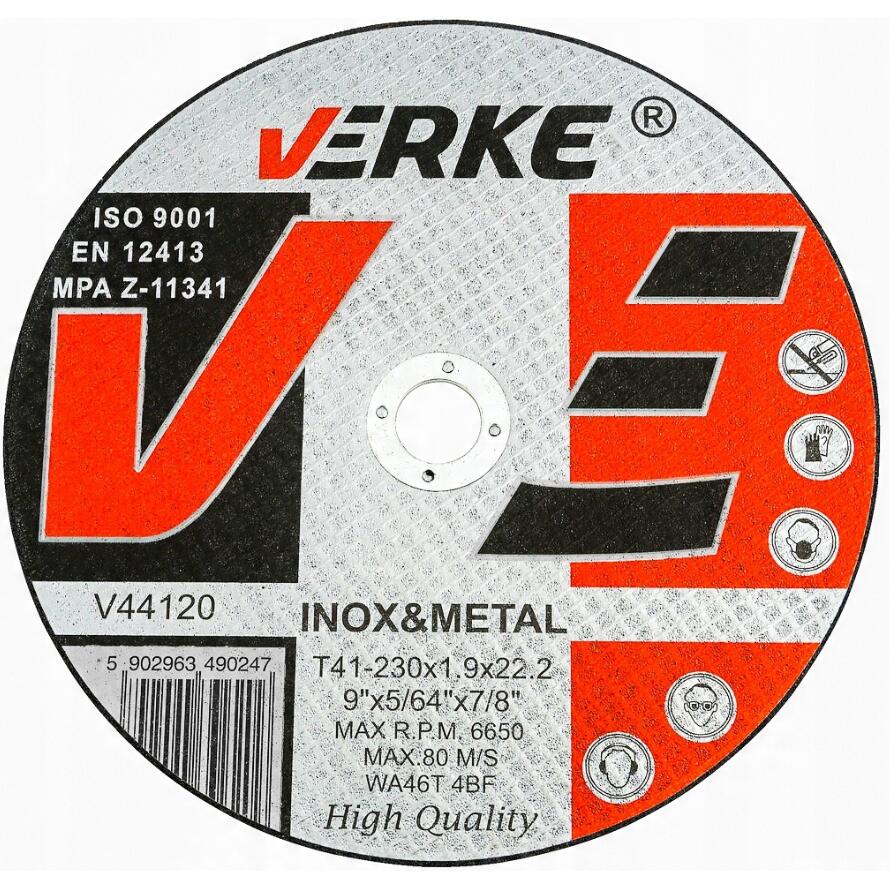 VERKE ®
ISO 9001
EN 12413
MPA Z-11341
V44120
INOX&METAL
5 902963 490247
T41-230x1.9x22.2
9"x5/64"x7/8"
MAX R.P.M. 6650
MAX.80 M/S
WA46T 4BF
High Quality